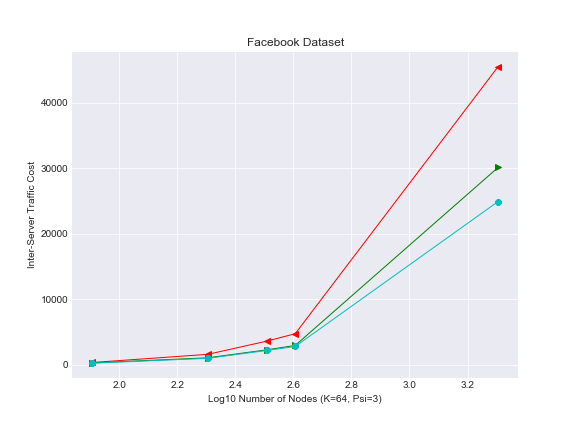 Facebook Dataset
40000
30000
20000
10000
0
Inter-Server Traffic Cost
2.0 2.2 2.4 2.6 2.8 3.0 3.2
Log10 Number of Nodes (K=64, Psi=3)